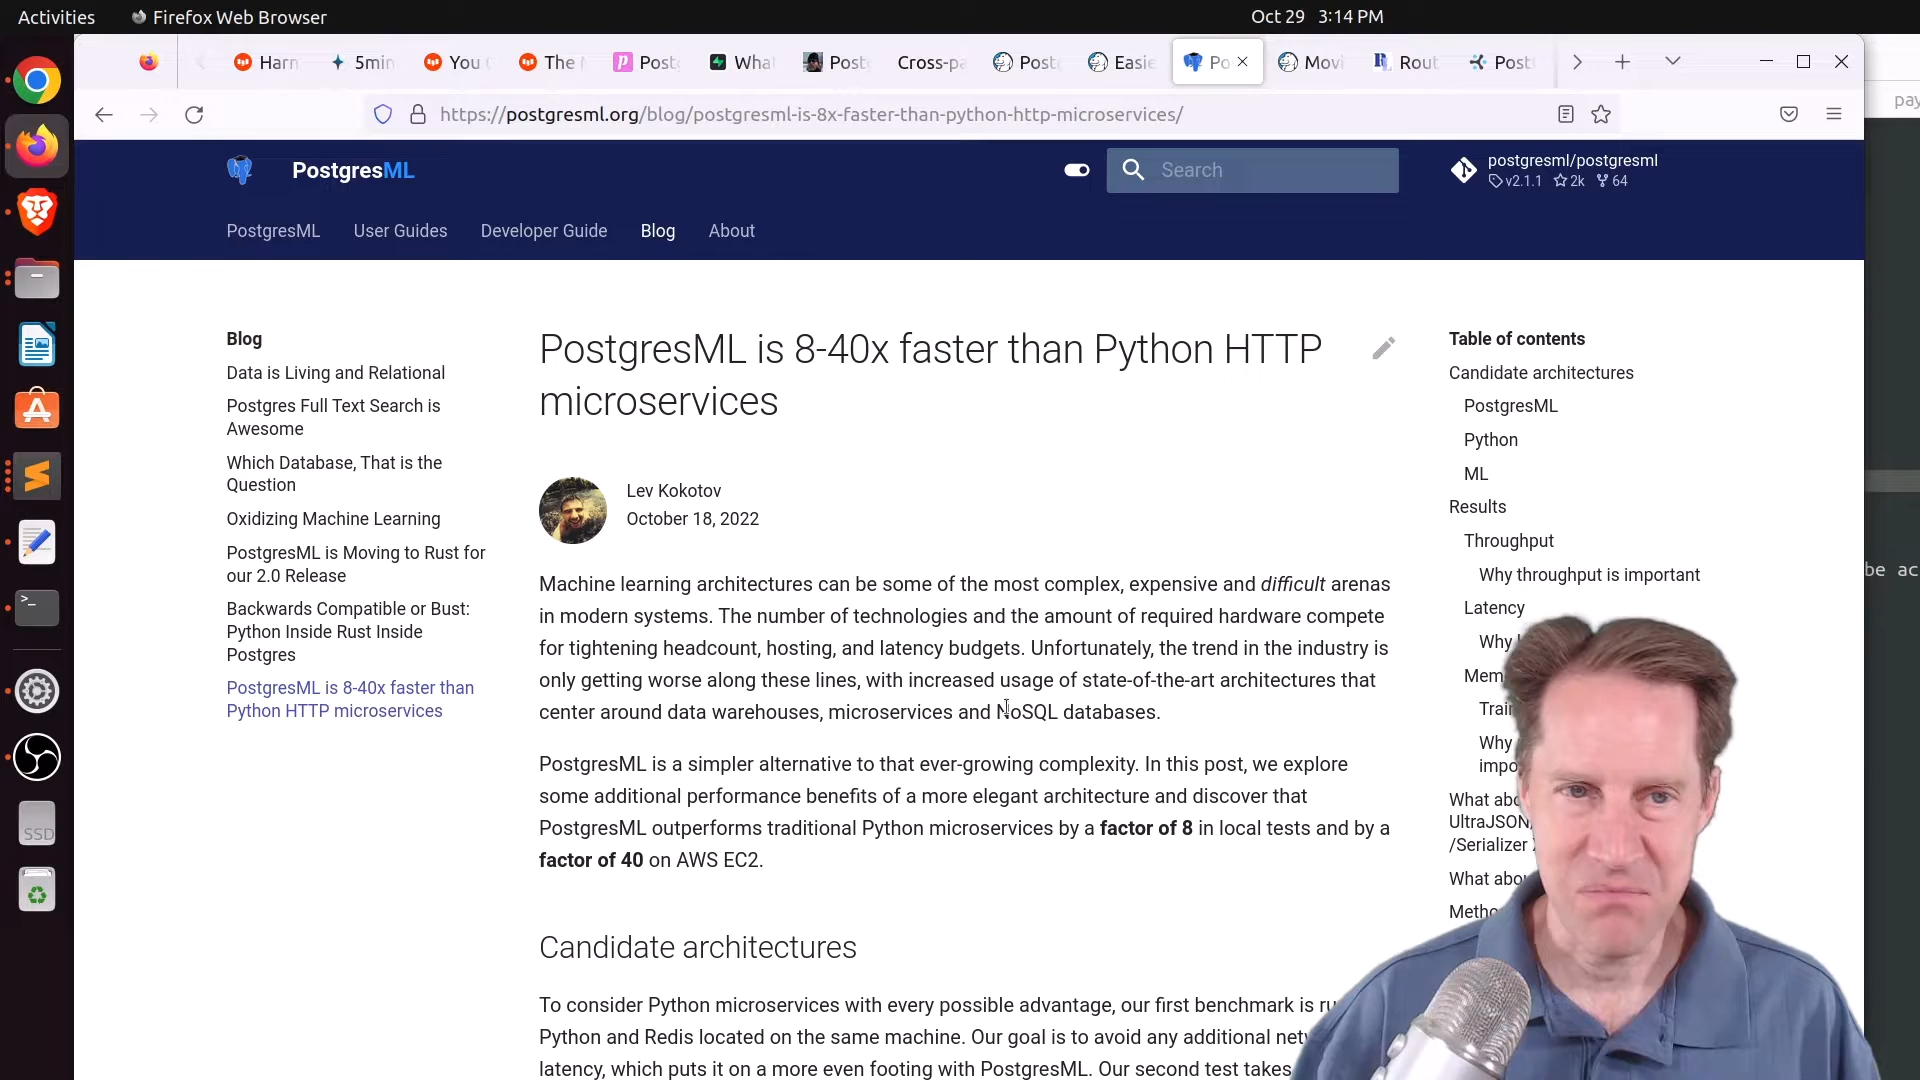 Activities
Firefox Web Browser
Oct 29 3:14 PM
Harn
5min
You
The
Post
Wha
Post
Cross-pa
Post
Easie
Po
Movi
Rout
Post
https://postgresml.org/blog/postgresml-is-8x-faster-than-python-http-microservices/
pay
PostgresML
Search
postgresml/postgresml
v2.1.1 2k 64
PostgresML
User Guides
Developer Guide
Blog
About
Blog
Data is Living and Relational
Postgres Full Text Search is
Awesome
Which Database, That is the
Question
Oxidizing Machine Learning
PostgresML is Moving to Rust for
our 2.0 Release
Backwards Compatible or Bust:
Python Inside Rust Inside
Postgres
PostgresML is 8-40x faster than
Python HTTP microservices
PostgresML is 8-40x faster than Python HTTP
microservices
Lev Kokotov
October 18, 2022
Machine learning architectures can be some of the most complex, expensive and difficult arenas
in modern systems. The number of technologies and the amount of required hardware compete
for tightening headcount, hosting, and latency budgets. Unfortunately, the trend in the industry is
only getting worse along these lines, with increased usage of state-of-the-art architectures that
center around data warehouses, microservices and NoSQL databases.
PostgresML is a simpler alternative to that ever-growing complexity. In this post, we explore
some additional performance benefits of a more elegant architecture and discover that
PostgresML outperforms traditional Python microservices by a factor of 8 in local tests and by a
factor of 40 on AWS EC2.
Candidate architectures
To consider Python microservices with every possible advantage, our first benchmark is ru
Python and Redis located on the same machine. Our goal is to avoid any additional netw
latency, which puts it on a more even footing with PostgresML. Our second test takes
Table of contents
Candidate architectures
PostgresML
Python
ML
Results
Throughput
Why throughput is important
Latency
Why
Mem
Trai
Why
impo
What abo
UltraJSON,
/Serializer
What abo
Metho
be ac
SSD